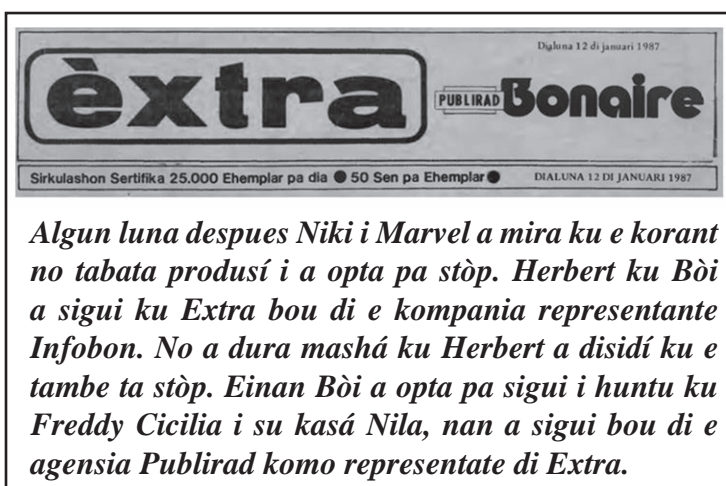 Dialuna 12 di januari 1987
èxtra
PUBLIRAD Bonaire
Sirkulashon Sertifika 25.000 Ehemplar pa dia ● 50 Sen pa Ehemplar ● DIALUNA 12 DI JANUARI 1987
Algun luna despues Niki i Marvel a mira ku e korant
no tabata produsí i a opta pa stòp. Herbert ku Bòi
a sigui ku Extra bou di e kompania representante
Infobon. No a dura mashá ku Herbert a disidí ku e
tambe ta stòp. Einan Bòi a opta pa sigui i huntu ku
Freddy Cicilia i su kasá Nila, nan a sigui bou di e
agensia Publirad komo representate di Extra.